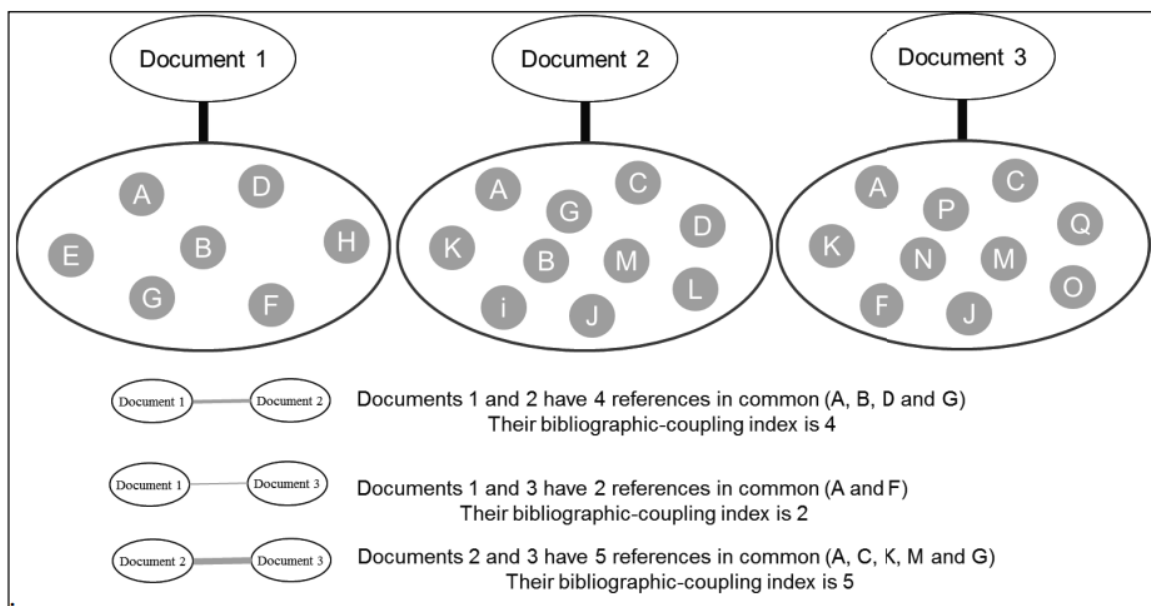 Document 1
Document 2
Document 3
A
D
E
B
H
G
F
A
C
G
D
K
B
M
L
i
J
A
C
P
Q
K
N
M
O
F
J
Document 1
Document 2
Documents 1 and 2 have 4 references in common (A, B, D and G)
Their bibliographic-coupling index is 4
Document 1
Document 3
Documents 1 and 3 have 2 references in common (A and F)
Their bibliographic-coupling index is 2
Document 2
Document 3
Documents 2 and 3 have 5 references in common (A, C, K, M and G)
Their bibliographic-coupling index is 5